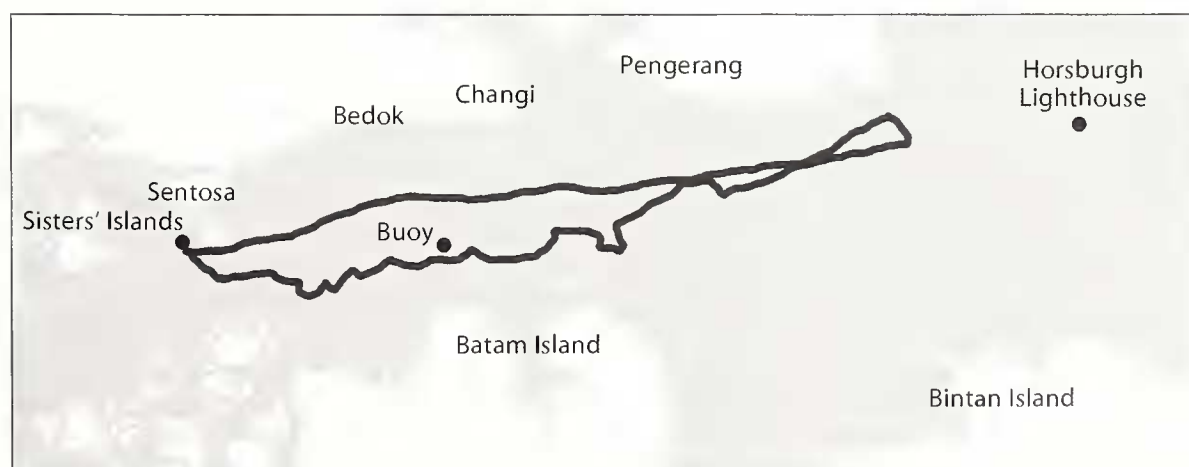 Pengerang
Horsburgh
Lighthouse
Changi
Bedok
Sentosa
Sisters' Islands
Buoy
Batam Island
Bintan Island